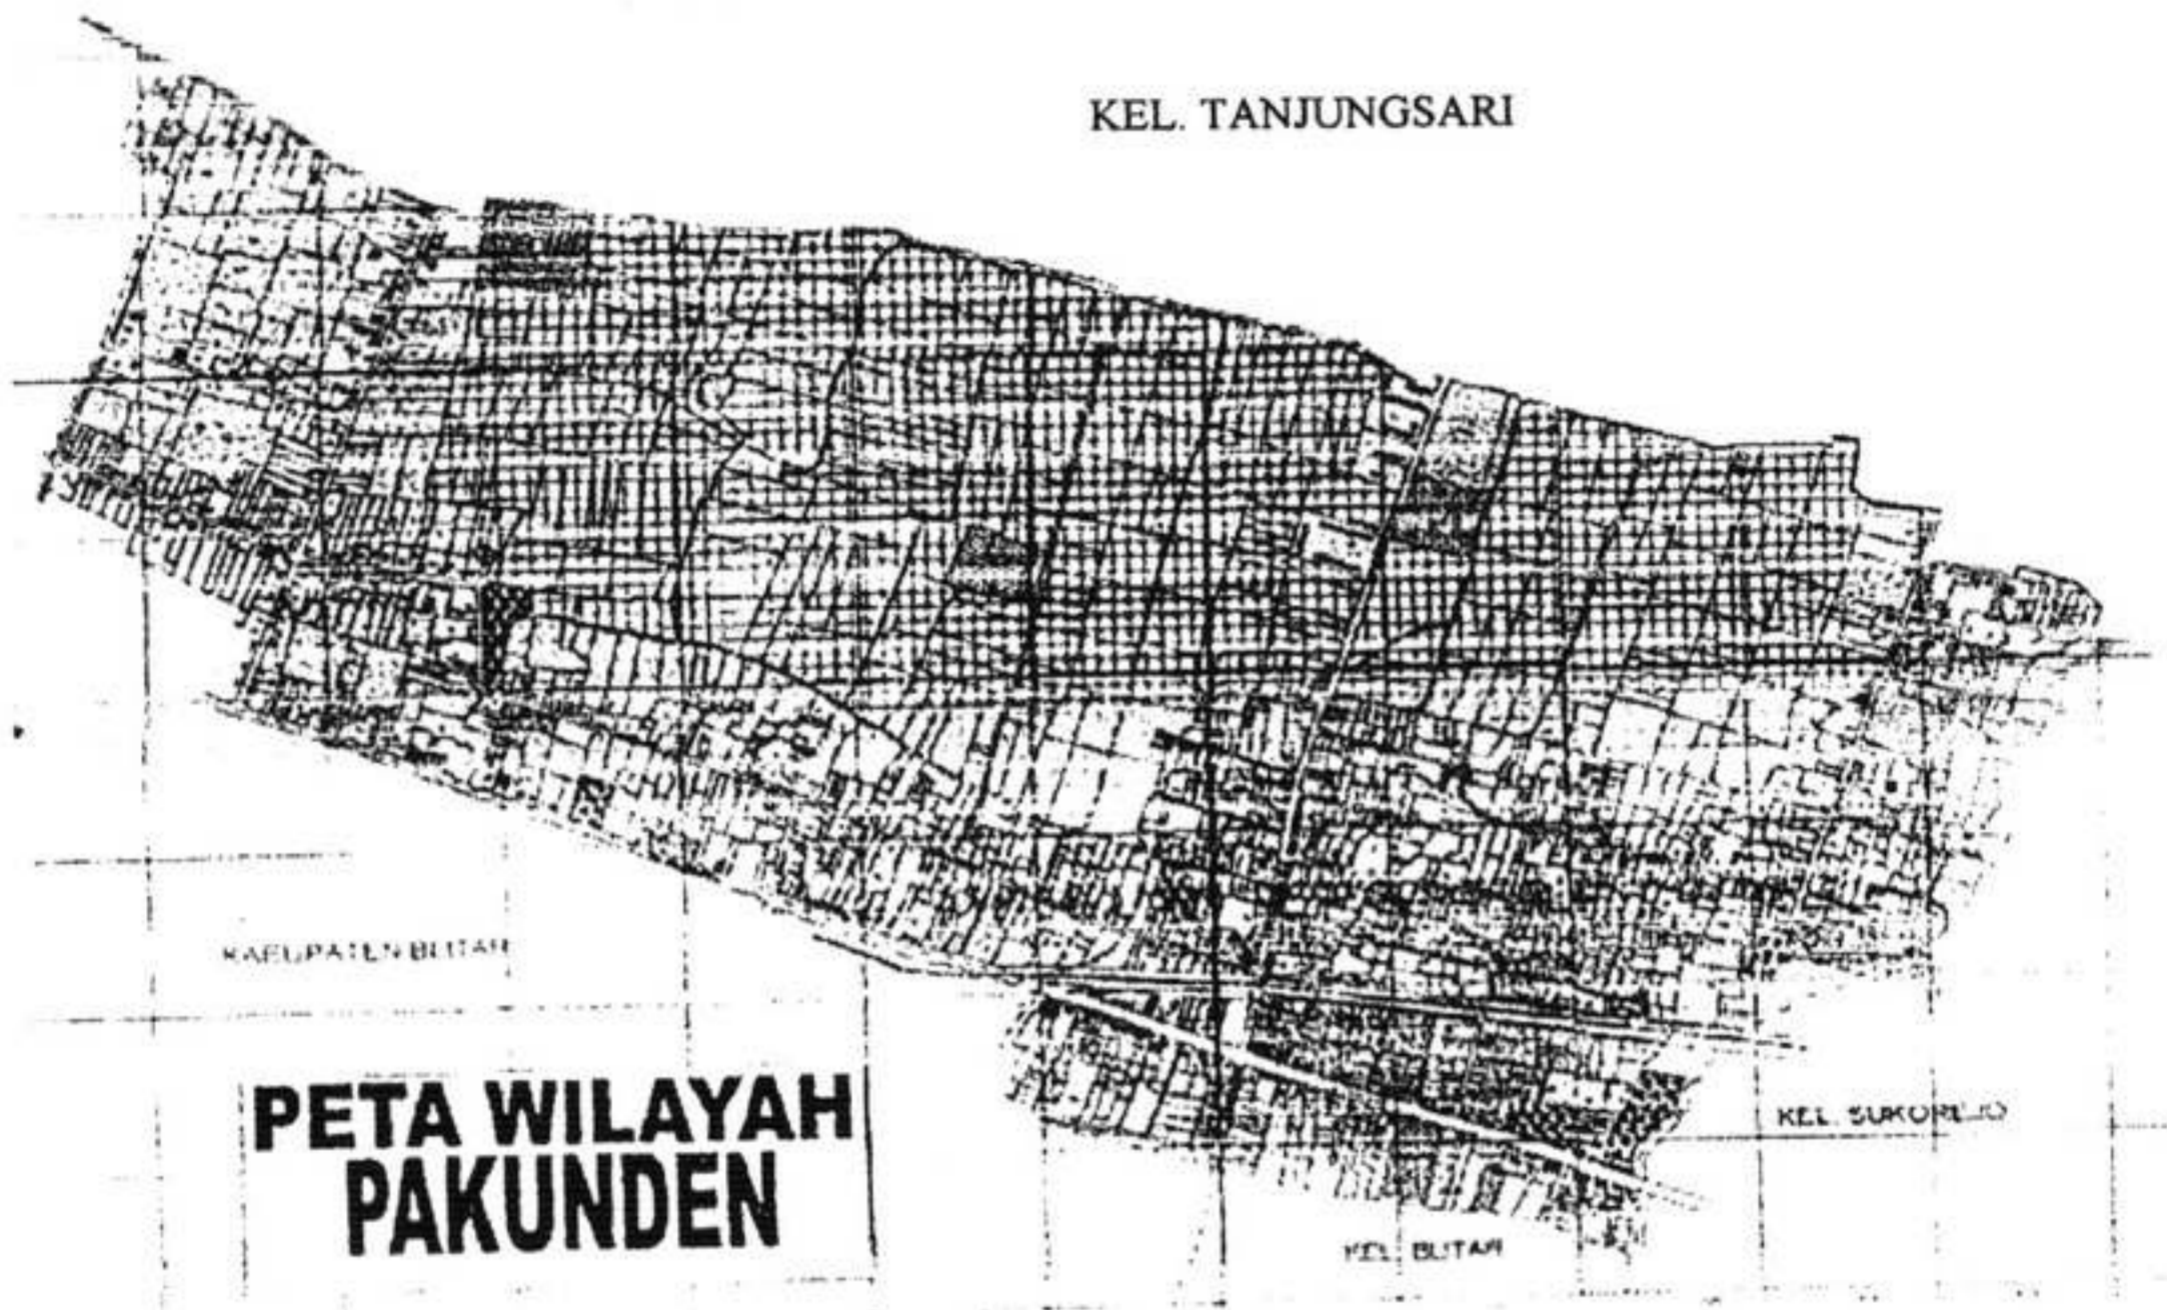 KEL. TANJUNGSARI
KABUPATEN BLITAR
PETA WILAYAH
PAKUNDEN
KEL. SUKOREJO
KEL. BLITAR